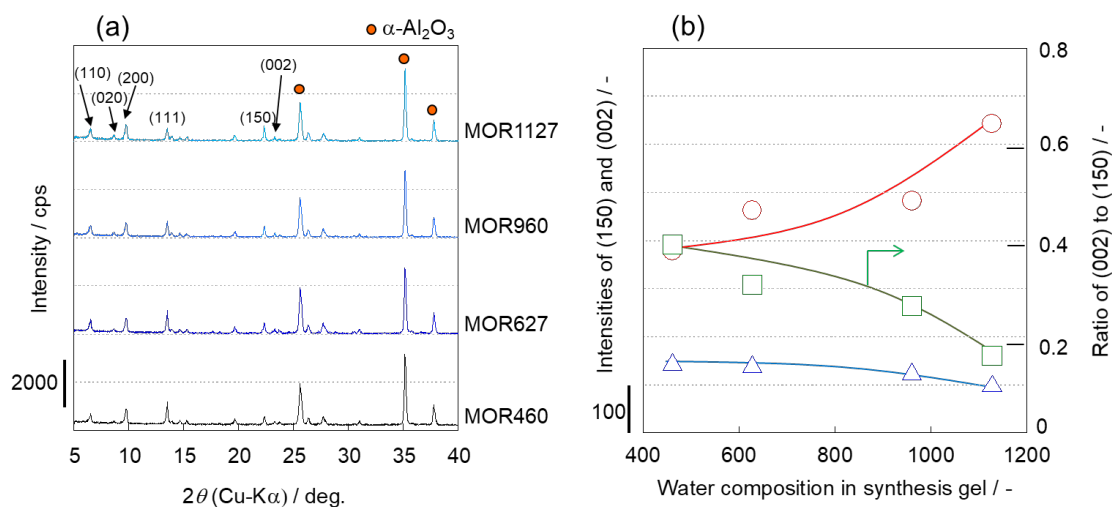 (a)
α-Al2O3
(110)
(020)
(200)
(111)
(150)
(002)
MOR1127
MOR960
MOR627
MOR460
Intensity / cps
2000
5 10 15 20 25 30 35 40
2θ (Cu-Kα) / deg.
(b)
Intensities of (150) and (002) / -
100
0.8
0.6
0.4
0.2
0
Ratio of (002) to (150) / -
400 600 800 1000 1200
Water composition in synthesis gel / -